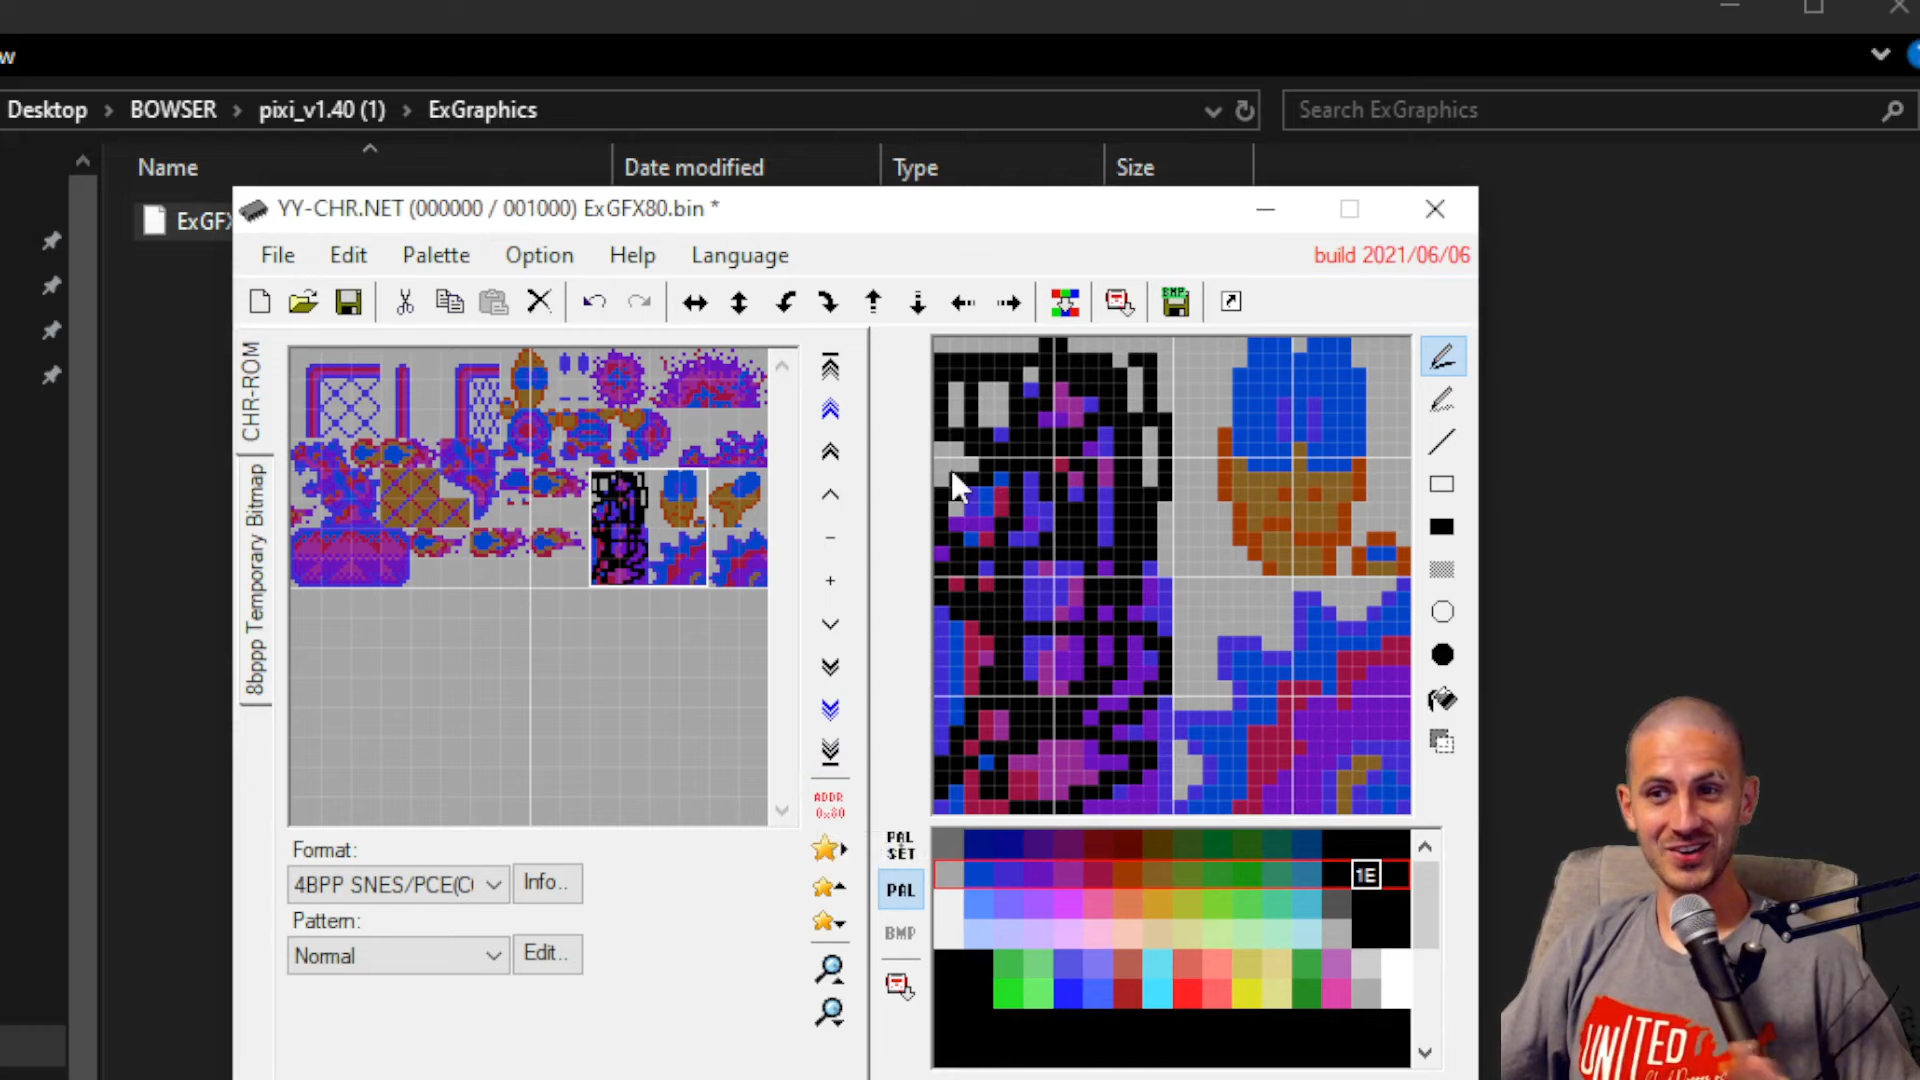 w
Desktop > BOWSER > pixi_v1.40 (1) > ExGraphics
Search ExGraphics
Name
Date modified
Type
Size
ExGFX
YY-CHR.NET (000000 / 001000) ExGFX80.bin *
File
Edit
Palette
Option
Help
Language
build 2021/06/06
BMP
CHR-ROM
8bppp Temporary Bitmap
ADDR
0x80
Format:
4BPP SNES/PCE(C
Info..
Pattern:
Normal
Edit..
PAL
SET
PAL
BMP
1E
UNITED